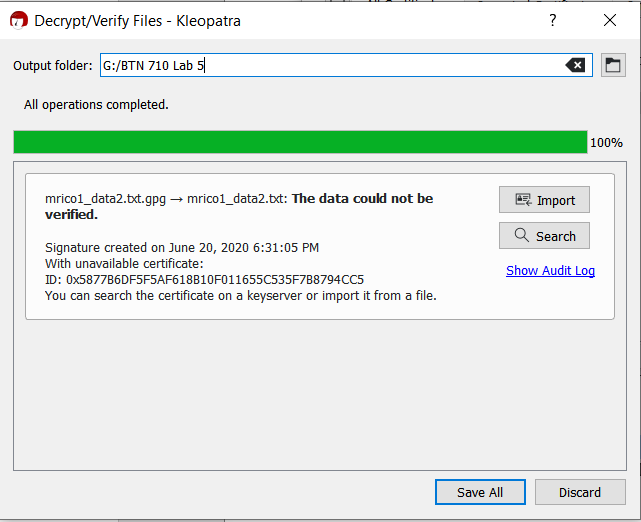 Decrypt/Verify Files - Kleopatra
Output folder: G:/BTN 710 Lab 5
All operations completed.
100%
mrico1_data2.txt.gpg → mrico1_data2.txt: The data could not be
verified.
Import
Search
Signature created on June 20, 2020 6:31:05 PM
With unavailable certificate:
ID: 0x5877B6DF5F5AF618B10F011655C535F7B8794CC5
You can search the certificate on a keyserver or import it from a file.
Show Audit Log
Save All
Discard